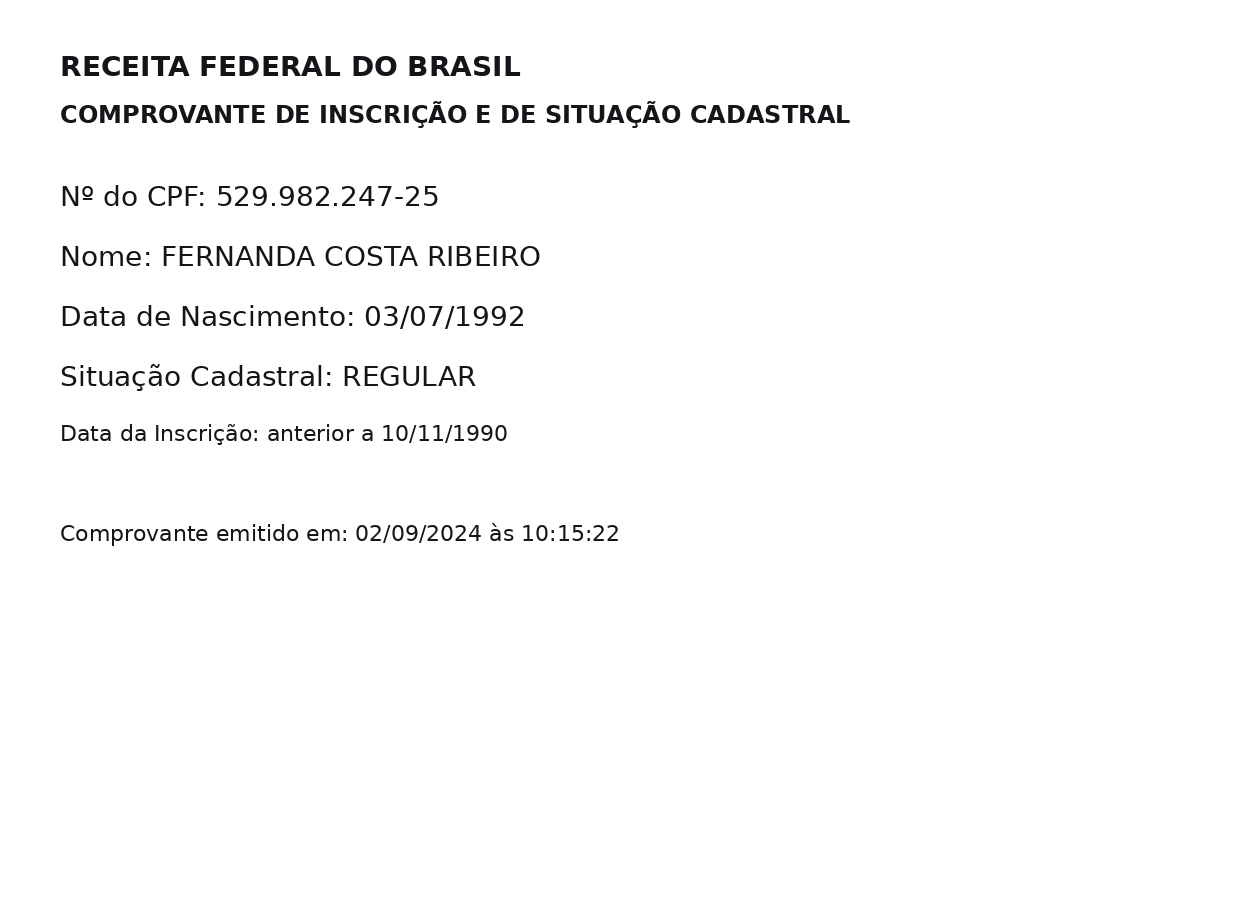 RECEITA FEDERAL DO BRASIL
COMPROVANTE DE INSCRIÇÃO E DE SITUAÇÃO CADASTRAL
Nº do CPF: 529.982.247-25
Nome: FERNANDA COSTA RIBEIRO
Data de Nascimento: 03/07/1992
Situação Cadastral: REGULAR
Data da Inscrição: anterior a 10/11/1990
Comprovante emitido em: 02/09/2024 às 10:15:22